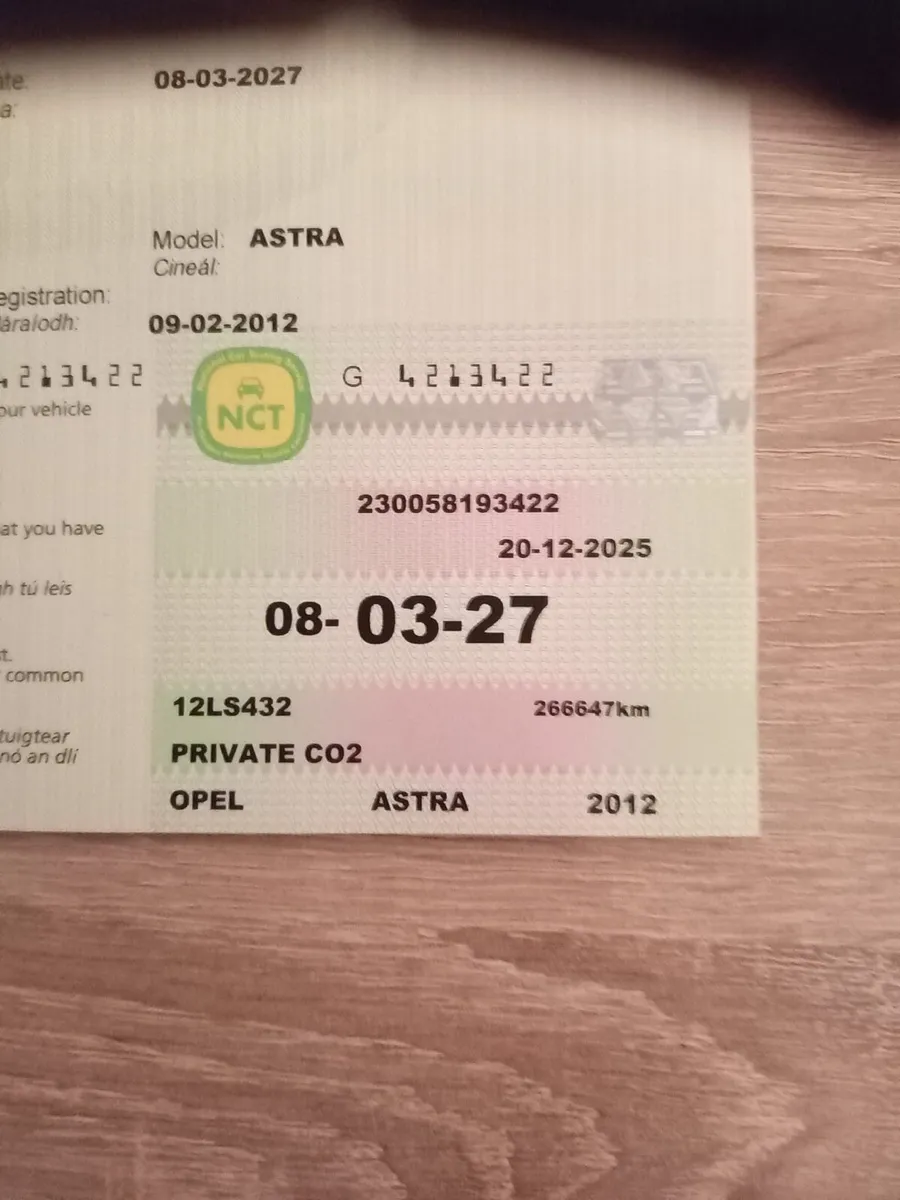 ate: 08-03-2027
a:
Model: ASTRA
Cineál:
egistration:
áraíodh: 09-02-2012
4213422 NCT G 4213422
our vehicle
230058193422
at you have
20-12-2025
h tú leis
08-03-27
t.
common
12LS432 266647km
tuigtear
nó an dlí
PRIVATE CO2
OPEL ASTRA 2012